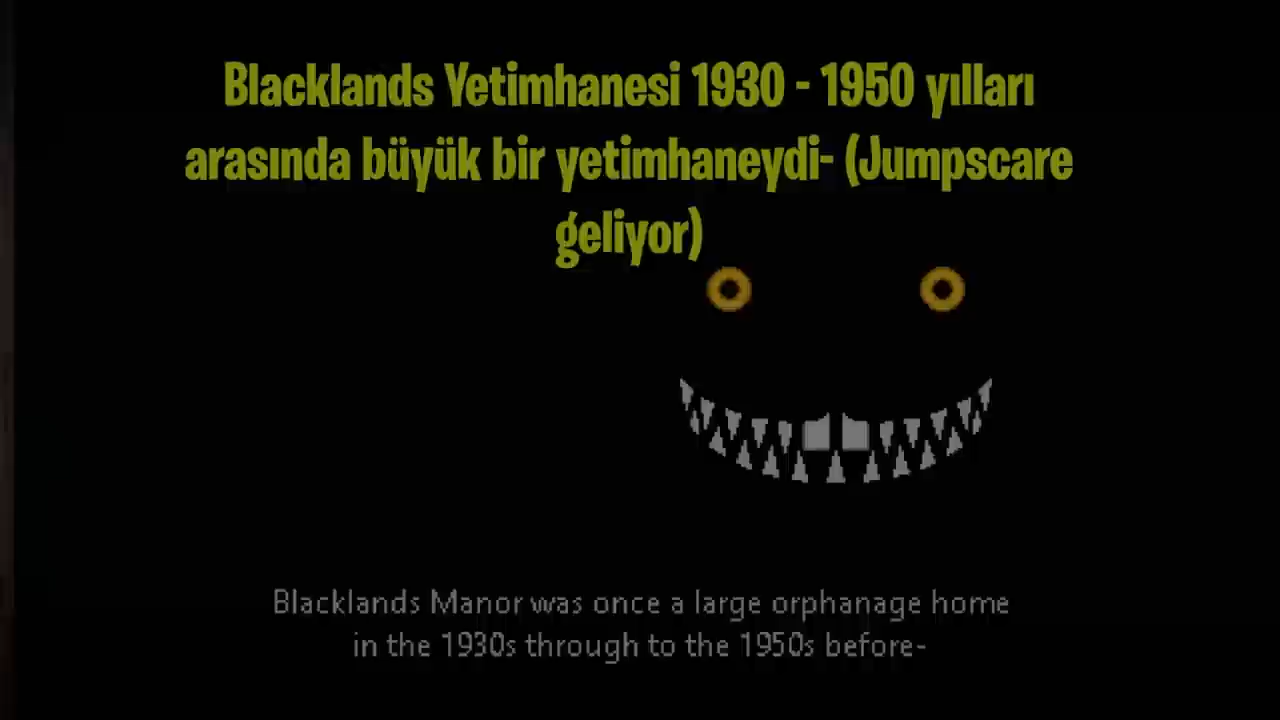 Blacklands Yetimhanesi 1930 - 1950 yılları
arasında büyük bir yetimhaneydi- (Jumpscare
geliyor)
Blacklands Manor was once a large orphanage home
in the 1930s through to the 1950s before-